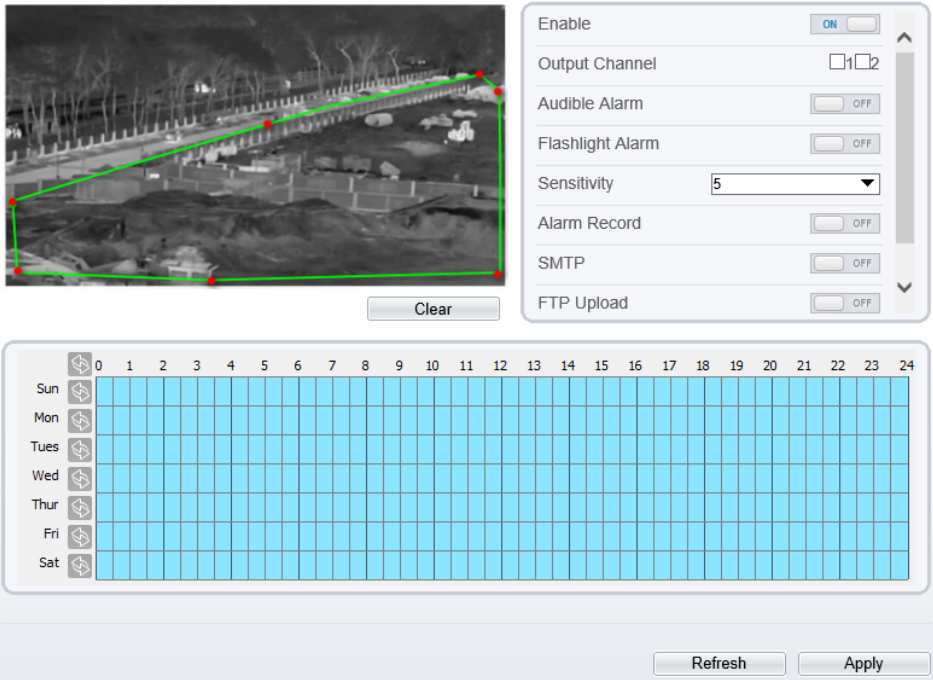 Enable ON
Output Channel 1 2
Audible Alarm OFF
Flashlight Alarm OFF
Sensitivity 5
Alarm Record OFF
SMTP OFF
FTP Upload OFF
Clear
0 1 2 3 4 5 6 7 8 9 10 11 12 13 14 15 16 17 18 19 20 21 22 23 24
Sun
Mon
Tues
Wed
Thur
Fri
Sat
Refresh Apply